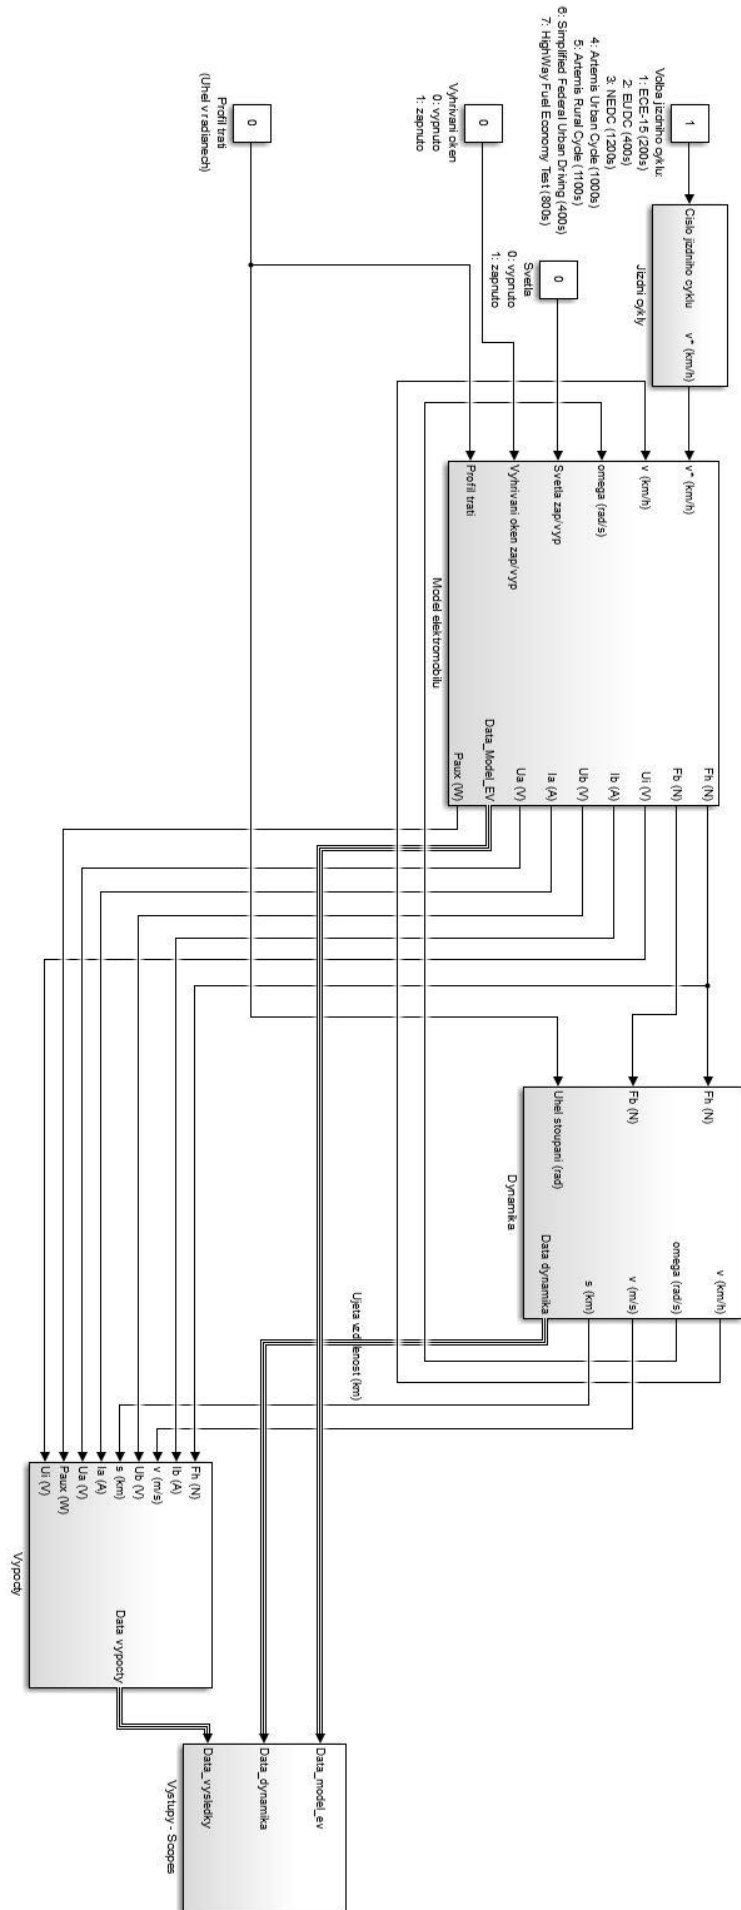 1
Volba jizdniho cyklu:
1: ECE-15 (200s)
2: EUDC (400s)
3: NEDC (1200s)
4: Artemis Urban Cycle (1000s)
5: Artemis Rural Cycle (1100s)
6: Simplified Federal Urban Driving (400s)
7: HighWay Fuel Economy Test (800s)
Cislo jizdniho cyklu
v* (km/h)
Jizdni cykly
0
Svetla
0: vypnuto
1: zapnuto
0
Vyhrivani oken
0: vypnuto
1: zapnuto
0
Profil trati
(Uhel v radianech)
v* (km/h)
v (km/h)
omega (rad/s)
Svetla zap/vyp
Vyhrivani oken zap/vyp
Profil trati
Fh (N)
Fb (N)
Ui (V)
Ib (A)
Ub (V)
Ia (A)
Ua (V)
Data_Model_EV
Paux (W)
Model elektromobilu
Fh (N)
Fb (N)
Uhel stoupani (rad)
v (km/h)
omega (rad/s)
v (m/s)
s (km)
Data dynamika
Dynamika
Ujeta vzdalenost (km)
Fh (N)
Ib (A)
v (m/s)
Ub (V)
s (km)
Ia (A)
Ua (V)
Paux (W)
Ui (V)
Data vypocty
Vypocty
Data_model_ev
Data_dynamika
Data_vysledky
Vystupy - Scopes